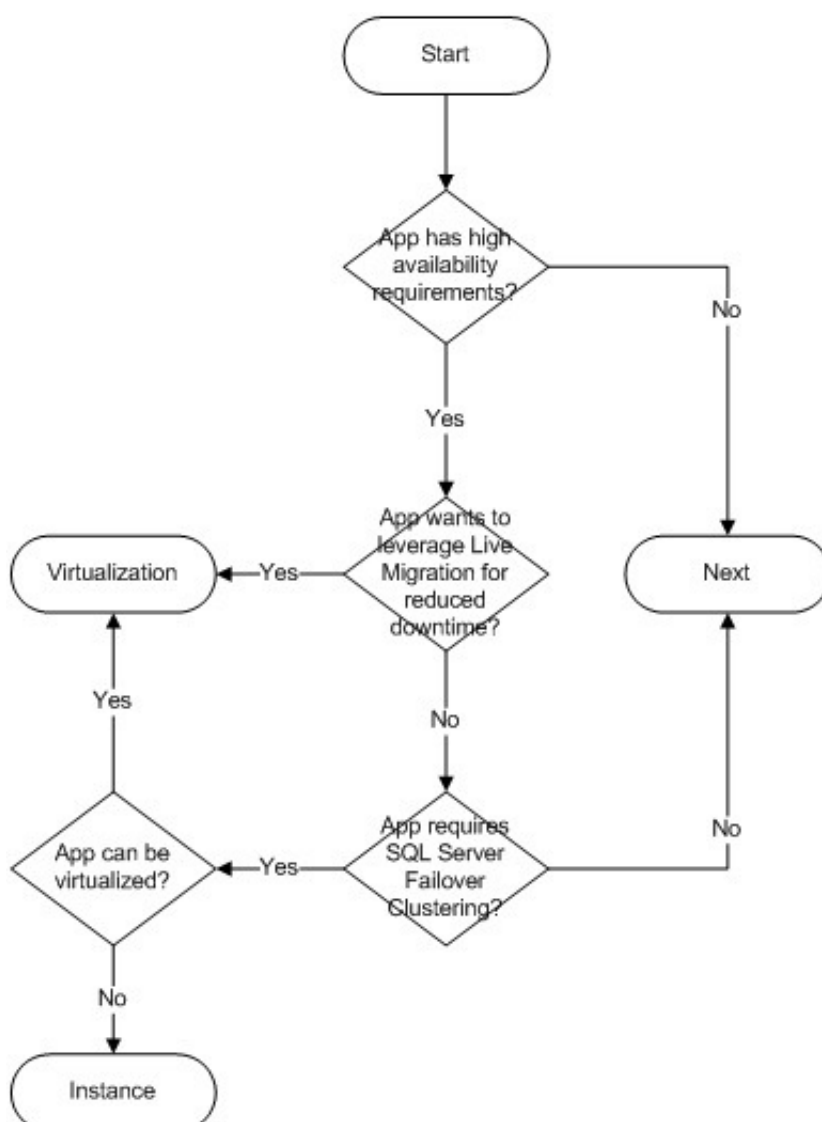 Start
App has high
availability
requirements?
No
Yes
App wants to
leverage Live
Migration for
reduced
downtime?
Yes
Virtualization
Next
Yes
No
App requires
SQL Server
Failover
Clustering?
No
Yes
App can be
virtualized?
No
Instance